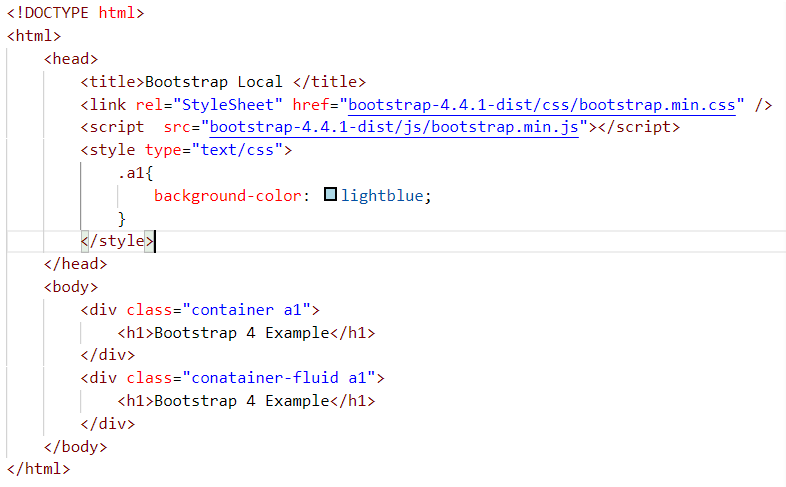 <!DOCTYPE html>
<html>
    <head>
        <title>Bootstrap Local </title>
        <link rel="StyleSheet" href="bootstrap-4.4.1-dist/css/bootstrap.min.css" />
        <script  src="bootstrap-4.4.1-dist/js/bootstrap.min.js"></script>
        <style type="text/css">
            .a1{
                background-color: lightblue;
            }
        </style>
    </head>
    <body>
        <div class="container a1">
            <h1>Bootstrap 4 Example</h1>
        </div>
        <div class="conatainer-fluid a1">
            <h1>Bootstrap 4 Example</h1>
        </div>
    </body>
</html>